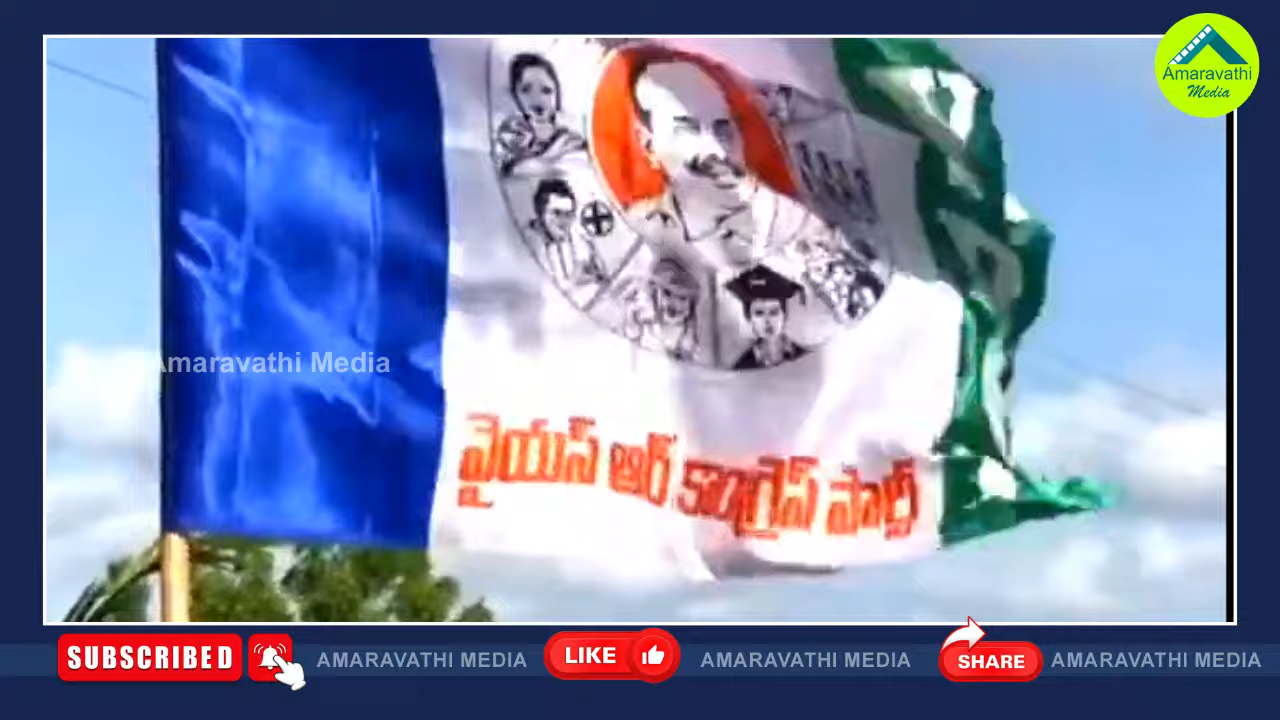 Amaravathi
Media
Amaravathi Media
వైయస్ ఆర్ కాంగ్రెస్ పార్టీ
SUBSCRIBED
AMARAVATHI MEDIA
LIKE
AMARAVATHI MEDIA
SHARE
AMARAVATHI MEDIA